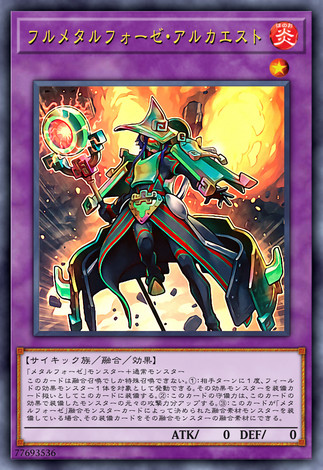 フルメタルフォーゼ・アルカエスト
ほのお
炎
【サイキック族／融合／効果】
「メタルフォーゼ」モンスター＋通常モンスター
このカードは融合召喚でしか特殊召喚できない。①：相手ターンに１度、フィール
ドの効果モンスター１体を対象として発動できる。その効果モンスターを装備カー
ド扱いとしてこのカードに装備する。②：このカードの守備力は、このカードの
効果で装備したモンスターの元々の攻撃力分アップする。③：このカードが「メタ
ルフォーゼ」融合モンスターカードによって決められた融合素材モンスターを装備
している場合、その装備カードをその融合モンスターの融合素材にできる。
ATK/ 0 DEF/ 0
77693536